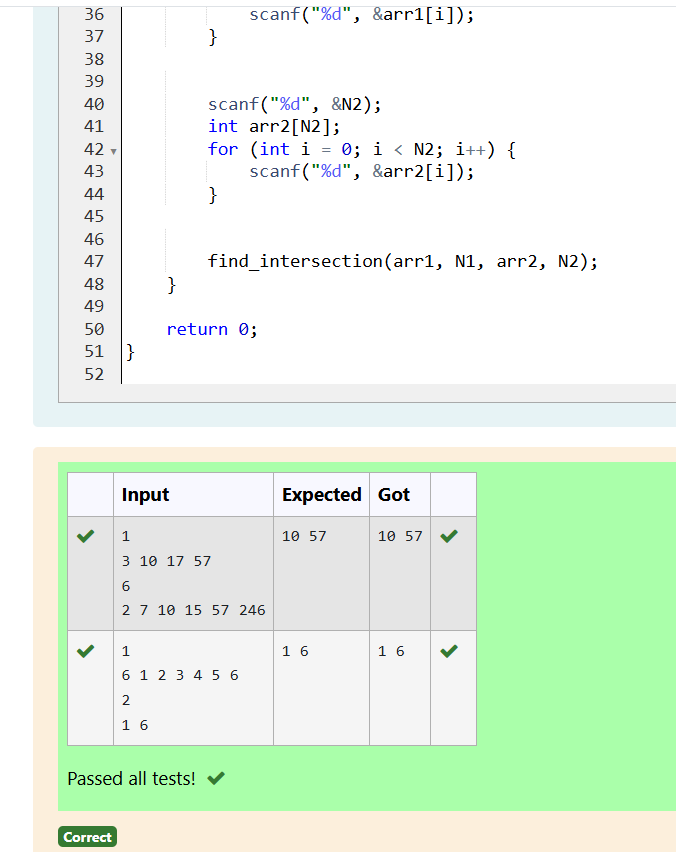 36             scanf("%d", &arr1[i]);
37         }
38
39
40         scanf("%d", &N2);
41         int arr2[N2];
42         for (int i = 0; i < N2; i++) {
43             scanf("%d", &arr2[i]);
44         }
45
46
47         find_intersection(arr1, N1, arr2, N2);
48     }
49
50     return 0;
51 }
52
Input Expected Got
1 10 57 10 57
3 10 17 57
6
2 7 10 15 57 246
1 1 6 1 6
6 1 2 3 4 5 6
2
1 6
Passed all tests!
Correct